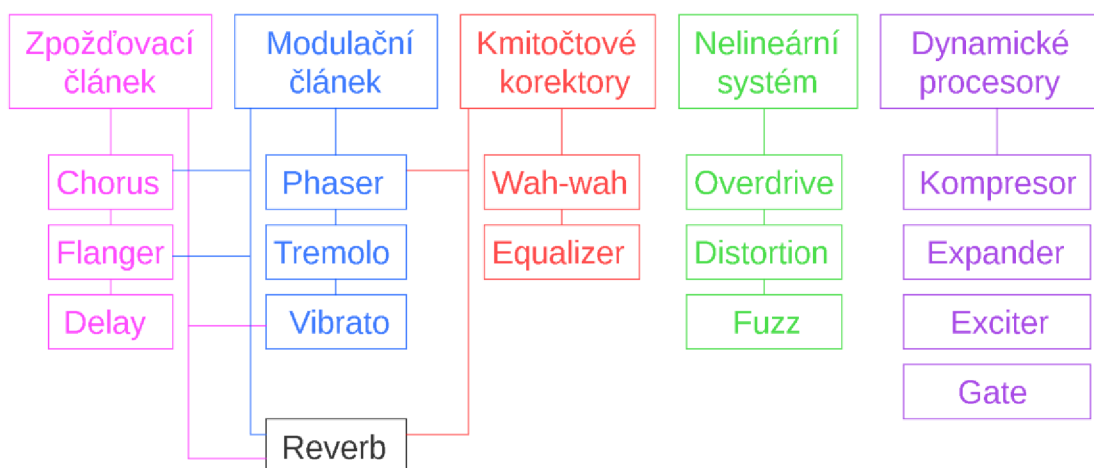 Zpožďovací
článek
Modulační
článek
Kmitočtové
korektory
Nelineární
systém
Dynamické
procesory
Chorus
Phaser
Wah-wah
Overdrive
Kompresor
Flanger
Tremolo
Equalizer
Distortion
Expander
Delay
Vibrato
Fuzz
Exciter
Gate
Reverb